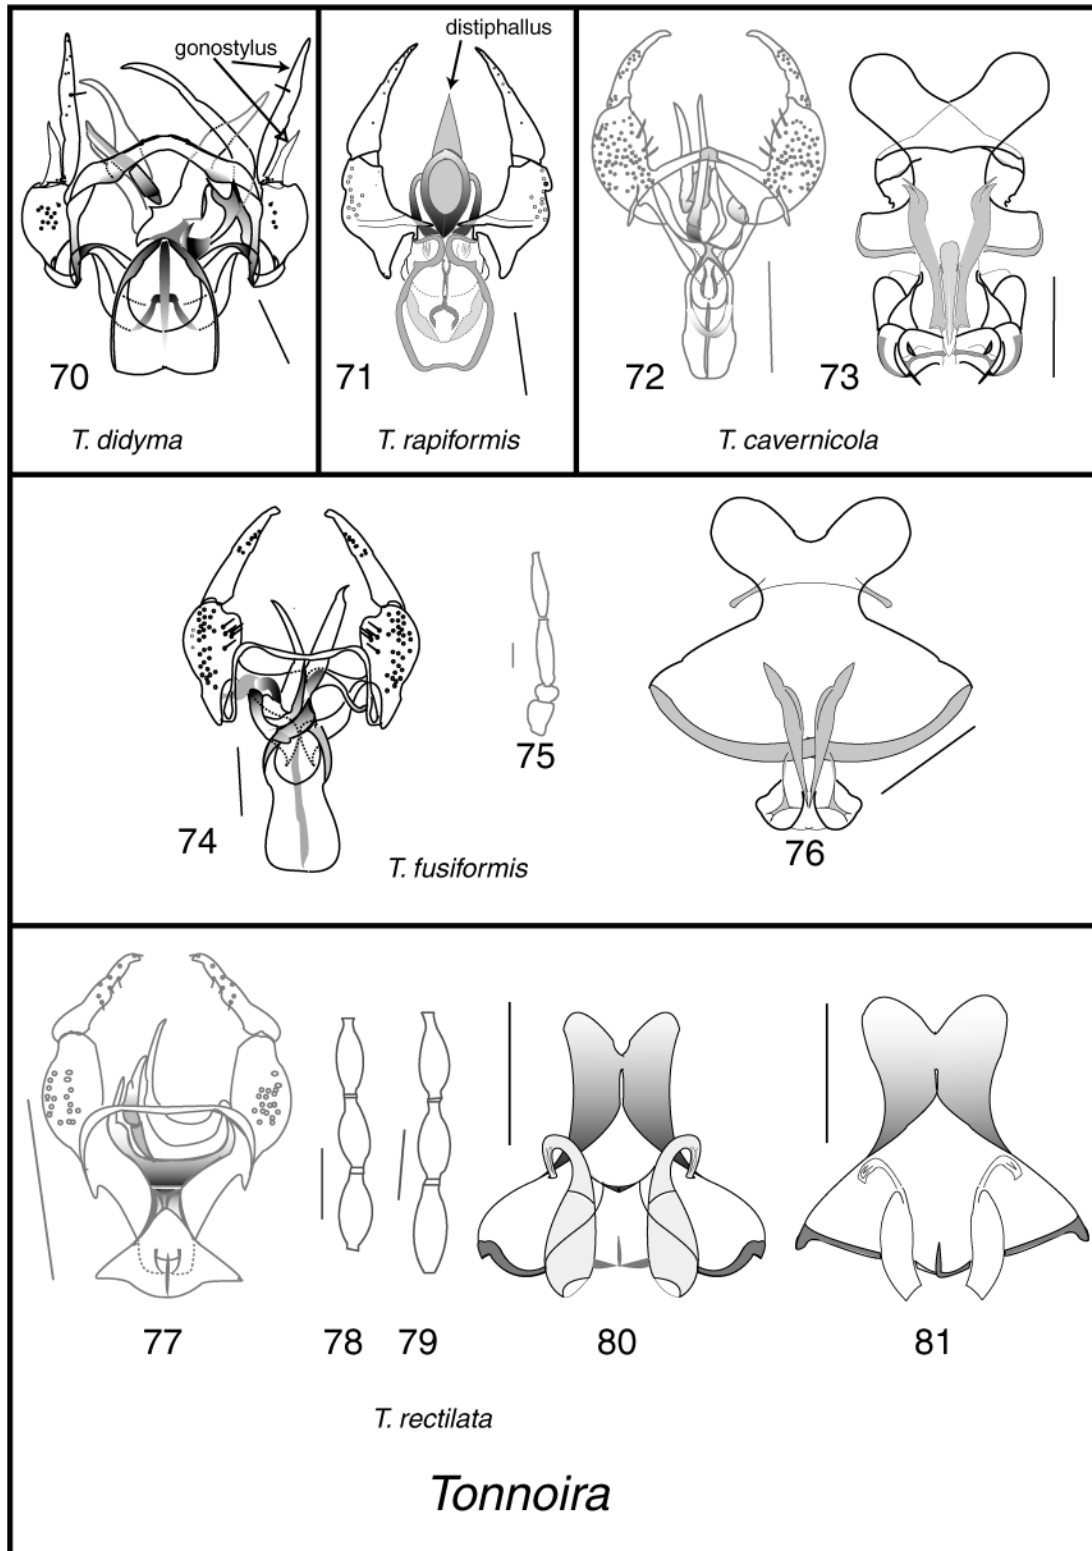 gonostylus
70
T. didyma
distiphallus
71
T. rapiformis
72
73
T. cavernicola
74
75
76
T. fusiformis
77
78
79
80
81
T. rectilata
Tonnoira